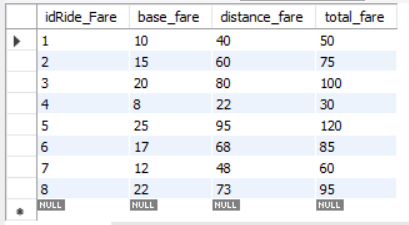 idRide_Fare base_fare distance_fare total_fare
1 10 40 50
2 15 60 75
3 20 80 100
4 8 22 30
5 25 95 120
6 17 68 85
7 12 48 60
8 22 73 95
NULL NULL NULL NULL